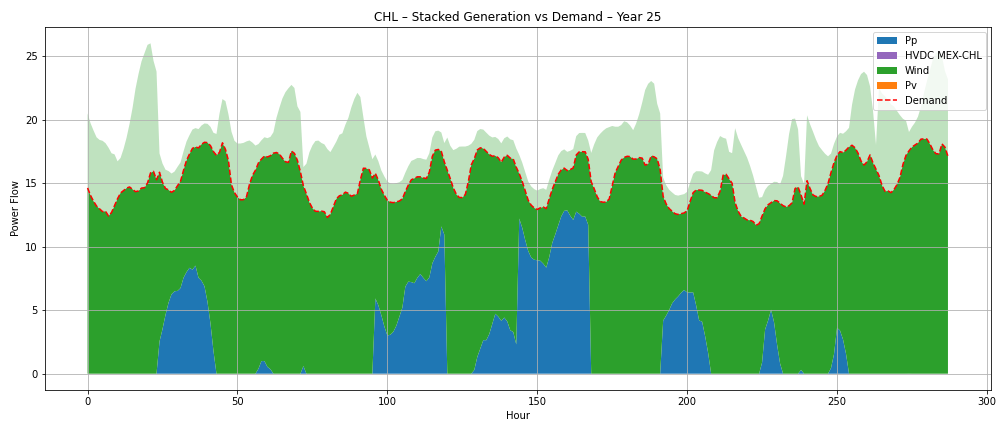 CHL – Stacked Generation vs Demand – Year 25
Pp
HVDC MEX-CHL
Wind
Pv
Demand
Power Flow
25
20
15
10
5
0
0 50 100 150 200 250 300
Hour